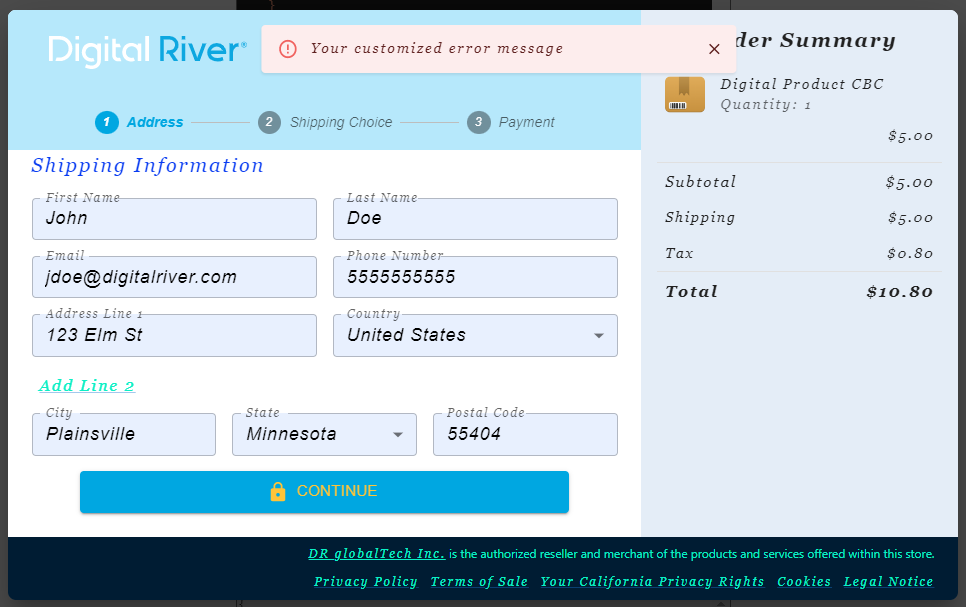 Digital River®
Your customized error message
1 Address
2 Shipping Choice
3 Payment
Shipping Information
First Name
John
Last Name
Doe
Email
jdoe@digitalriver.com
Phone Number
5555555555
Address Line 1
123 Elm St
Country
United States
Add Line 2
City
Plainsville
State
Minnesota
Postal Code
55404
CONTINUE
der Summary
Digital Product CBC
Quantity: 1
$5.00
Subtotal $5.00
Shipping $5.00
Tax $0.80
Total $10.80
DR globalTech Inc. is the authorized reseller and merchant of the products and services offered within this store.
Privacy Policy Terms of Sale Your California Privacy Rights Cookies Legal Notice